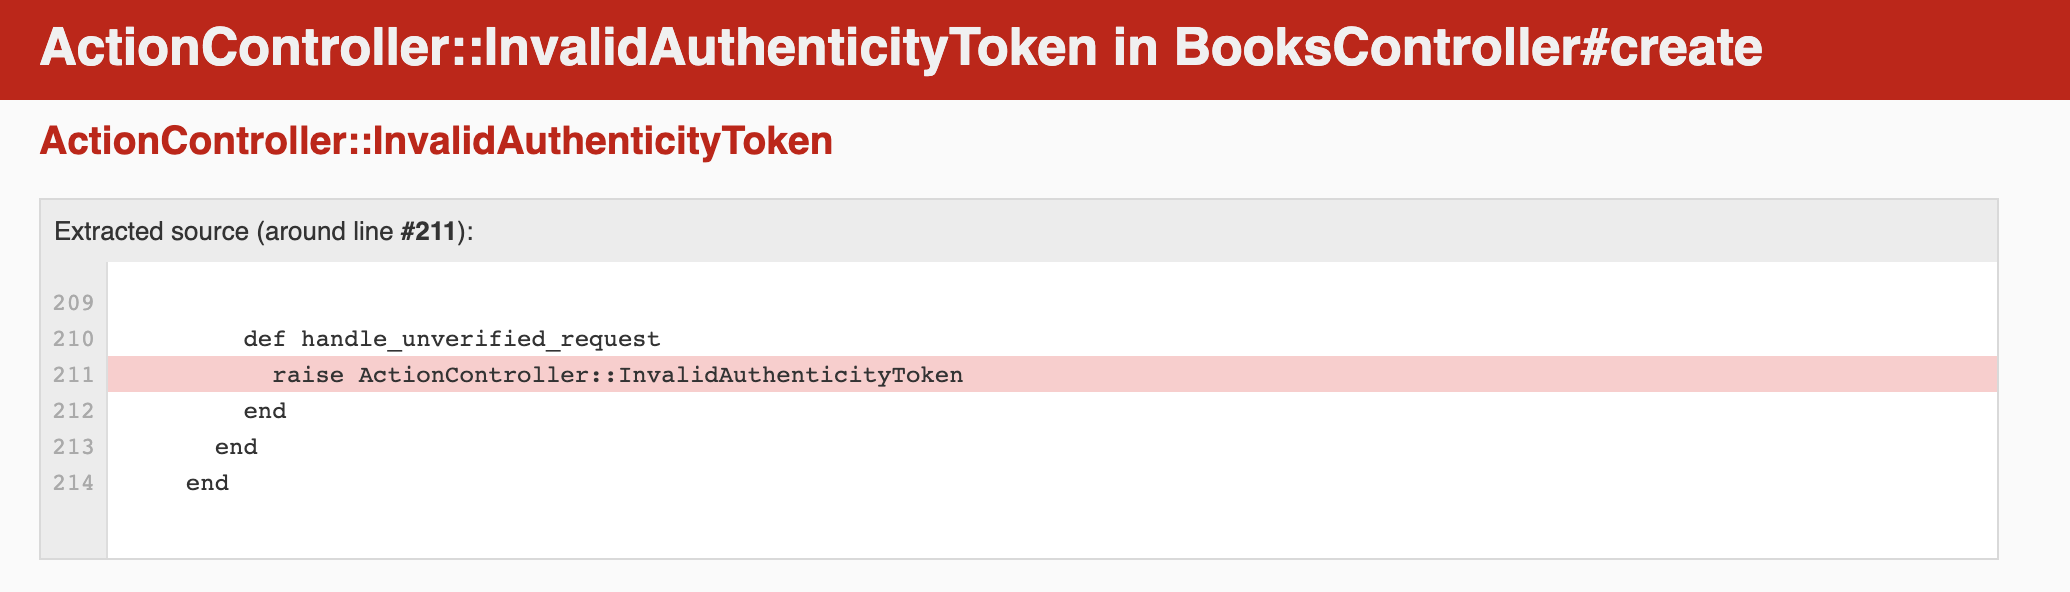 ActionController::InvalidAuthenticityToken in BooksController#create
ActionController::InvalidAuthenticityToken
Extracted source (around line #211):
209
210 def handle_unverified_request
211 raise ActionController::InvalidAuthenticityToken
212 end
213 end
214 end